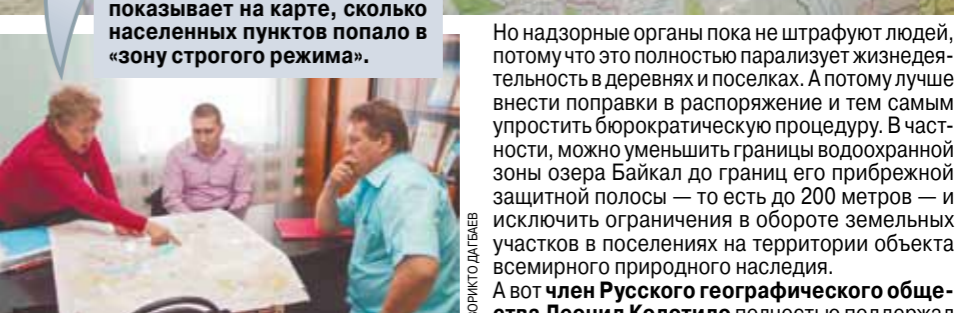 показывает на карте, сколько
населенных пунктов попало в
«зону строгого режима».
Но надзорные органы пока не штрафуют людей,
потому что это полностью парализует жизнедея-
тельность в деревнях и поселках. А потому лучше
внести поправки в распоряжение и тем самым
упростить бюрократическую процедуру. В част-
ности, можно уменьшить границы водоохранной
зоны озера Байкал до границ его прибрежной
защитной полосы — то есть до 200 метров — и
исключить ограничения в обороте земельных
участков в поселениях на территории объекта
всемирного природного наследия.
А вот член Русского географического обще-
ства Леонид Колотило полностью поддержал
ДАГБАЕВ